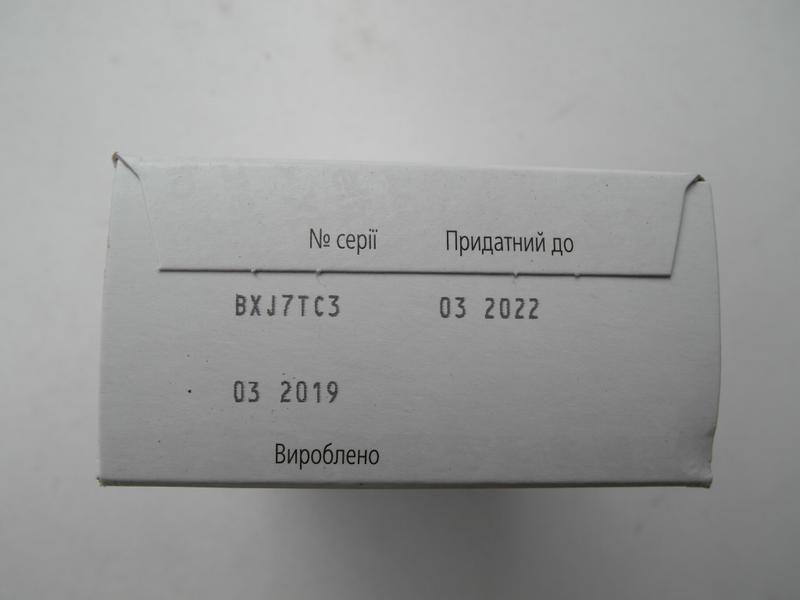 № серії Придатний до
BXJ7TC3 03 2022
03 2019
Вироблено